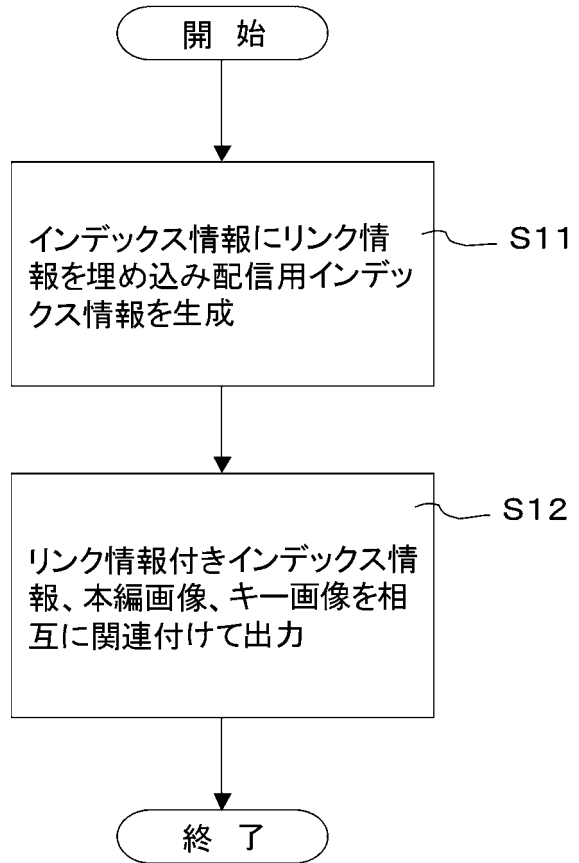 開 始
インデックス情報にリンク情
報を埋め込み配信用インデッ
クス情報を生成
S11
リンク情報付きインデックス情
報、本編画像、キー画像を相
互に関連付けて出力
S12
終 了